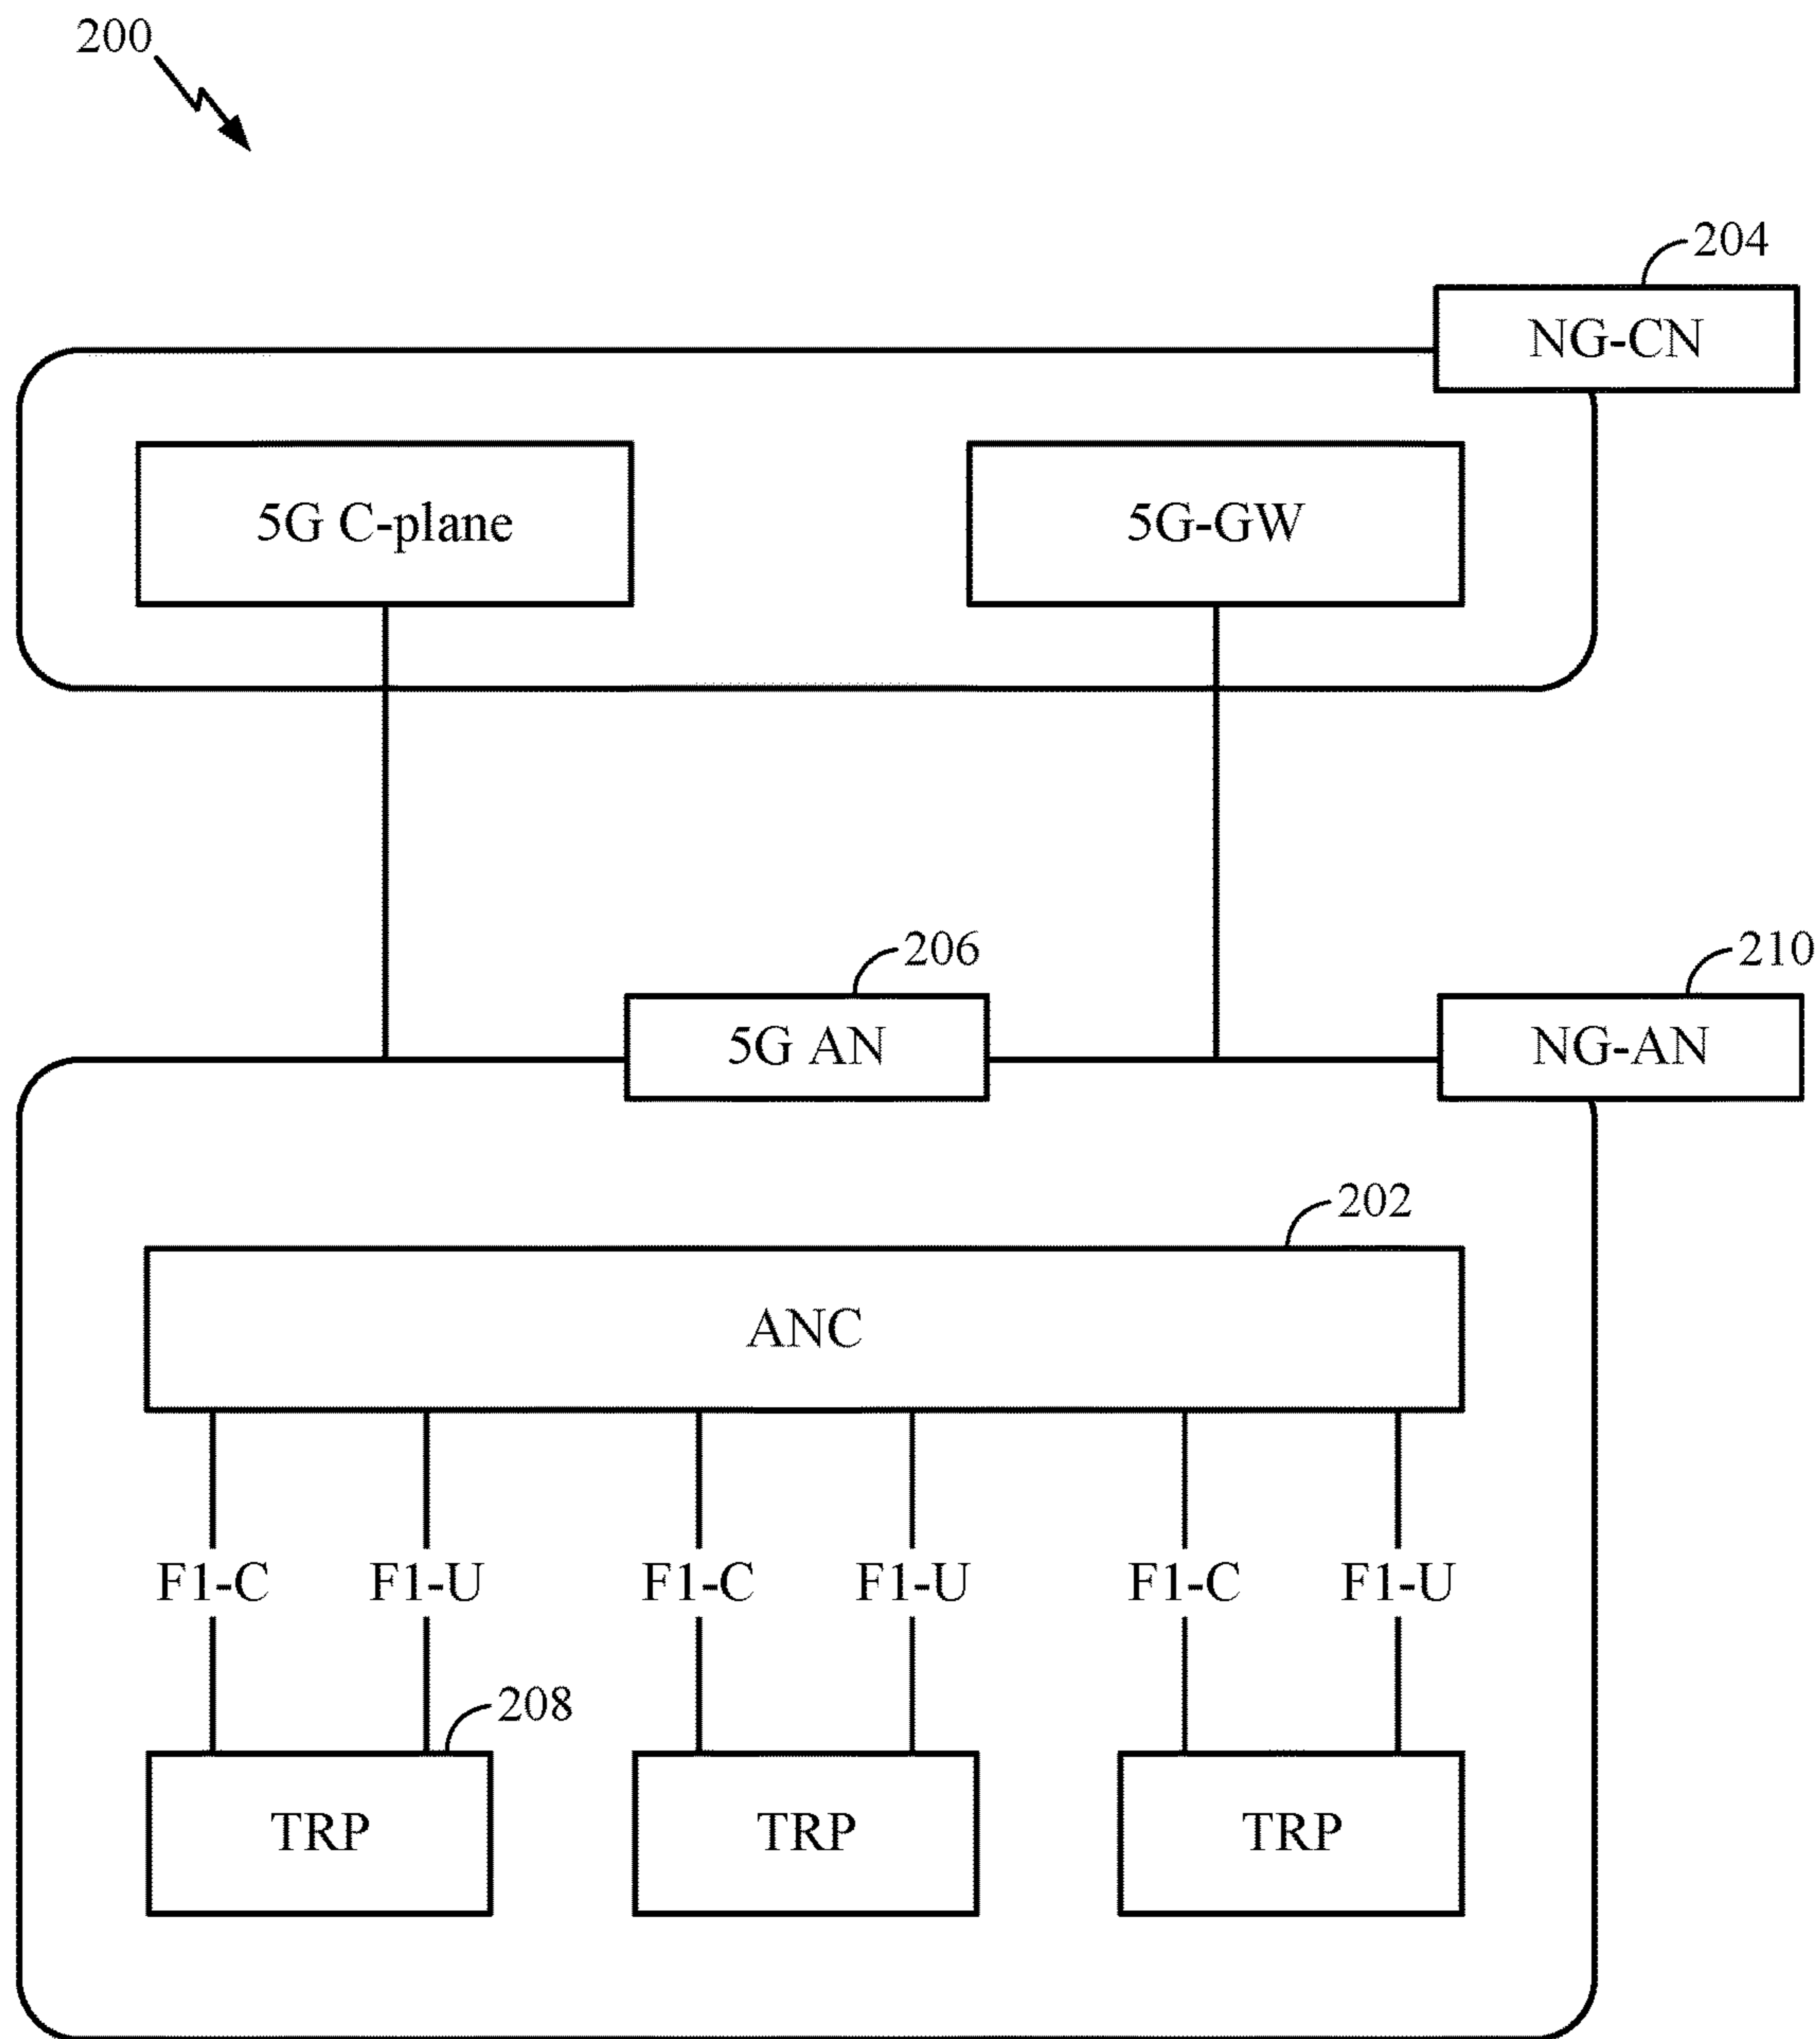 200
204
NG-CN
5G C-plane
5G-GW
206
210
5G AN
NG-AN
202
ANC
F1-C
F1-U
F1-C
F1-U
F1-C
F1-U
208
TRP
TRP
TRP